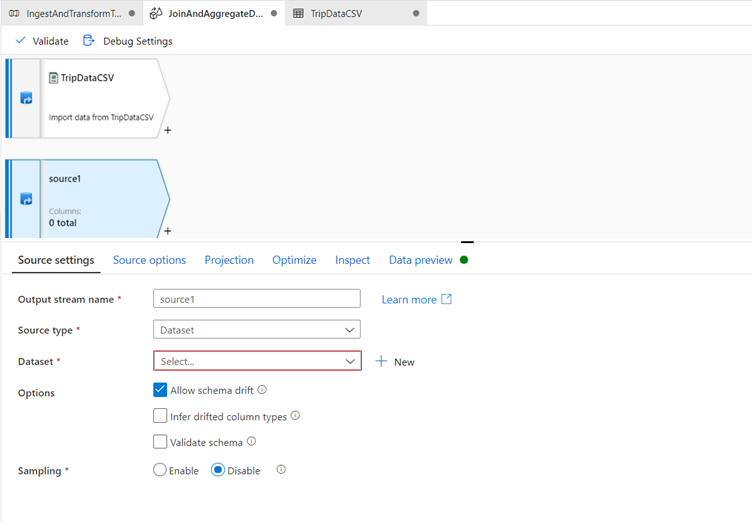 IngestAndTransformT...
JoinAndAggregateD...
TripDataCSV
Validate
Debug Settings
TripDataCSV
Import data from TripDataCSV
+
source1
Columns:
0 total
+
Source settings
Source options
Projection
Optimize
Inspect
Data preview
Output stream name *
source1
Learn more
Source type *
Dataset
Dataset *
Select...
+ New
Options
Allow schema drift
Infer drifted column types
Validate schema
Sampling *
Enable
Disable